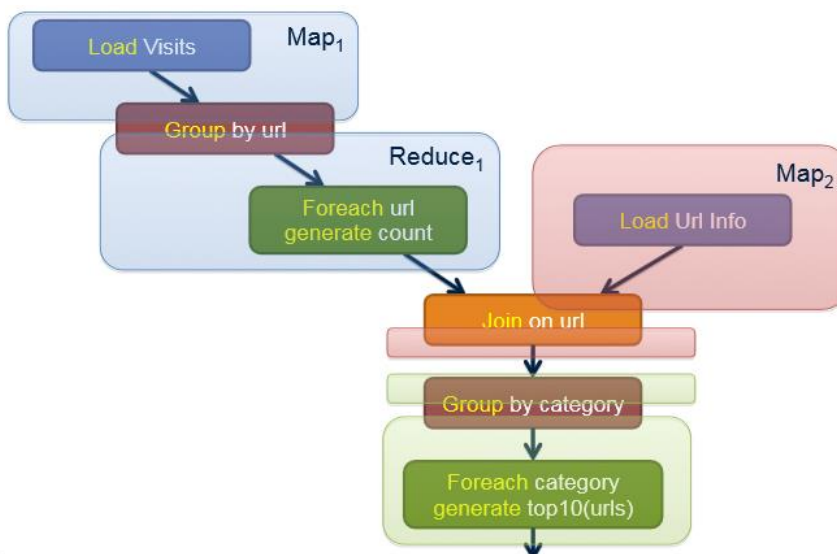 Load Visits
Map₁
Group by url
Reduce₁
Foreach url
generate count
Map₂
Load Url Info
Join on url
Group by category
Foreach category
generate top10(urls)